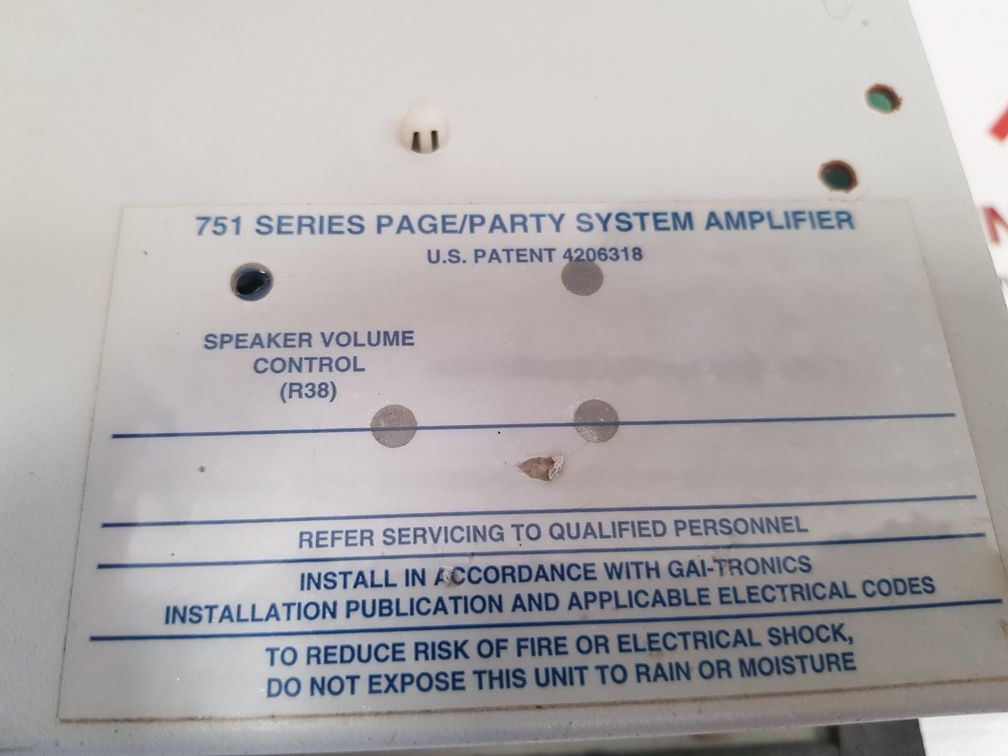 751 SERIES PAGE/PARTY SYSTEM AMPLIFIER
U.S. PATENT 4206318
SPEAKER VOLUME
CONTROL
(R38)
REFER SERVICING TO QUALIFIED PERSONNEL
INSTALL IN ACCORDANCE WITH GAI-TRONICS
INSTALLATION PUBLICATION AND APPLICABLE ELECTRICAL CODES
TO REDUCE RISK OF FIRE OR ELECTRICAL SHOCK,
DO NOT EXPOSE THIS UNIT TO RAIN OR MOISTURE